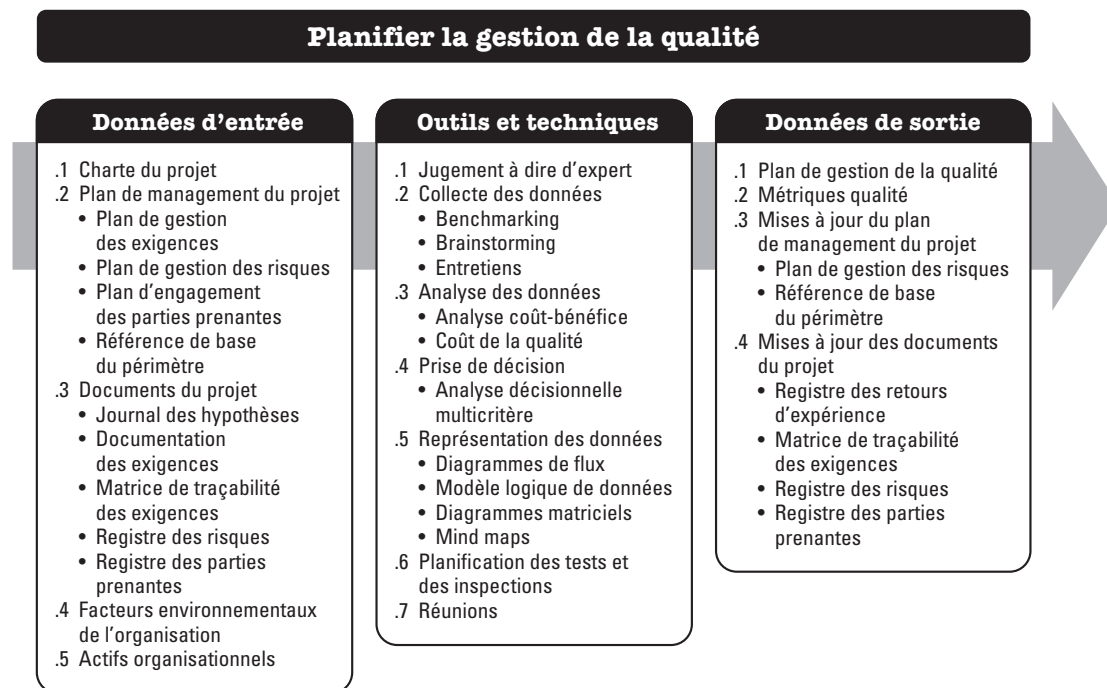 Planifier la gestion de la qualité
Données d'entrée
.1 Charte du projet
.2 Plan de management du projet
• Plan de gestion
des exigences
• Plan de gestion des risques
• Plan d'engagement
des parties prenantes
• Référence de base
du périmètre
.3 Documents du projet
• Journal des hypothèses
• Documentation
des exigences
• Matrice de traçabilité
des exigences
• Registre des risques
• Registre des parties
prenantes
.4 Facteurs environnementaux
de l'organisation
.5 Actifs organisationnels
Outils et techniques
.1 Jugement à dire d'expert
.2 Collecte des données
• Benchmarking
• Brainstorming
• Entretiens
.3 Analyse des données
• Analyse coût-bénéfice
• Coût de la qualité
.4 Prise de décision
• Analyse décisionnelle
multicritère
.5 Représentation des données
• Diagrammes de flux
• Modèle logique de données
• Diagrammes matriciels
• Mind maps
.6 Planification des tests et
des inspections
.7 Réunions
Données de sortie
.1 Plan de gestion de la qualité
.2 Métriques qualité
.3 Mises à jour du plan
de management du projet
• Plan de gestion des risques
• Référence de base
du périmètre
.4 Mises à jour des documents
du projet
• Registre des retours
d'expérience
• Matrice de traçabilité
des exigences
• Registre des risques
• Registre des parties
prenantes